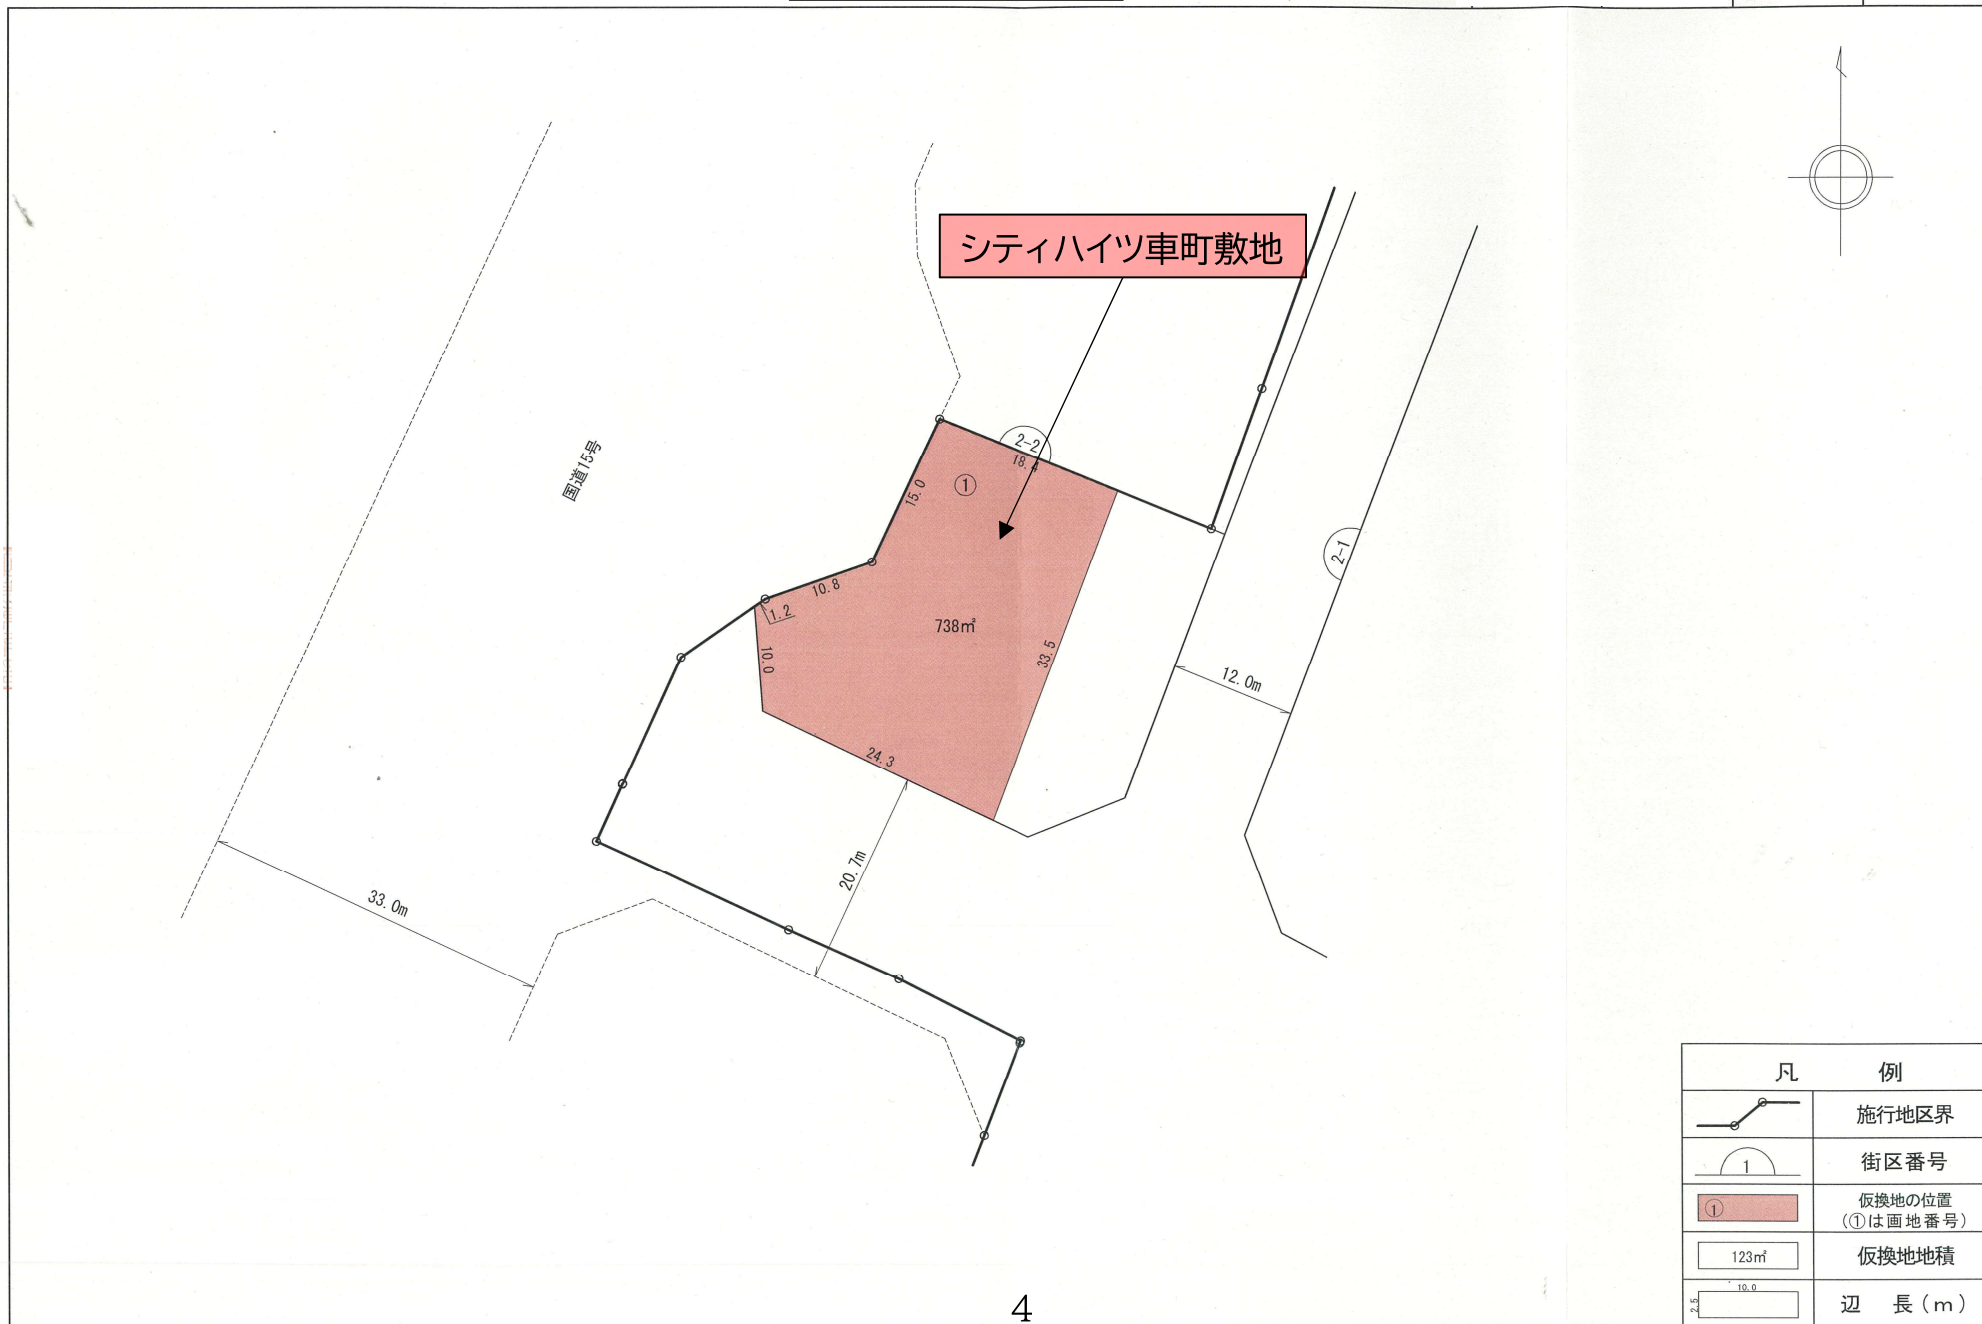 シティハイツ車町敷地
国道15号
2-2
18.4
①
15.0
10.8
1.2
738㎡
10.0
33.5
24.3
2-1
12.0m
20.7m
33.0m
凡 例
施行地区界
1
街区番号
①
仮換地の位置
(①は画地番号)
123㎡
仮換地地積
10.0
2.5
辺 長(m)
4